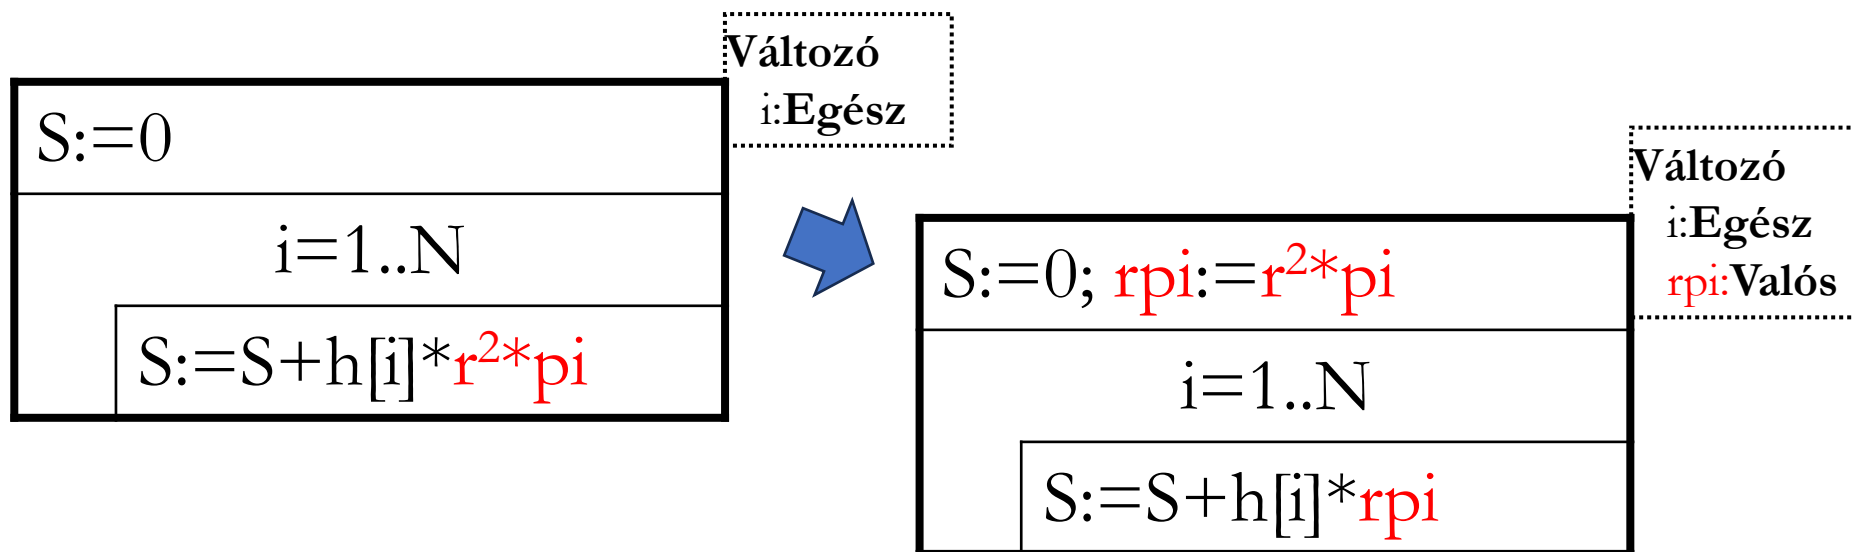 Változó
i:Egész
S:=0
i=1..N
S:=S+h[i]*r²*pi
Változó
i:Egész
rpi:Valós
S:=0; rpi:=r²*pi
i=1..N
S:=S+h[i]*rpi